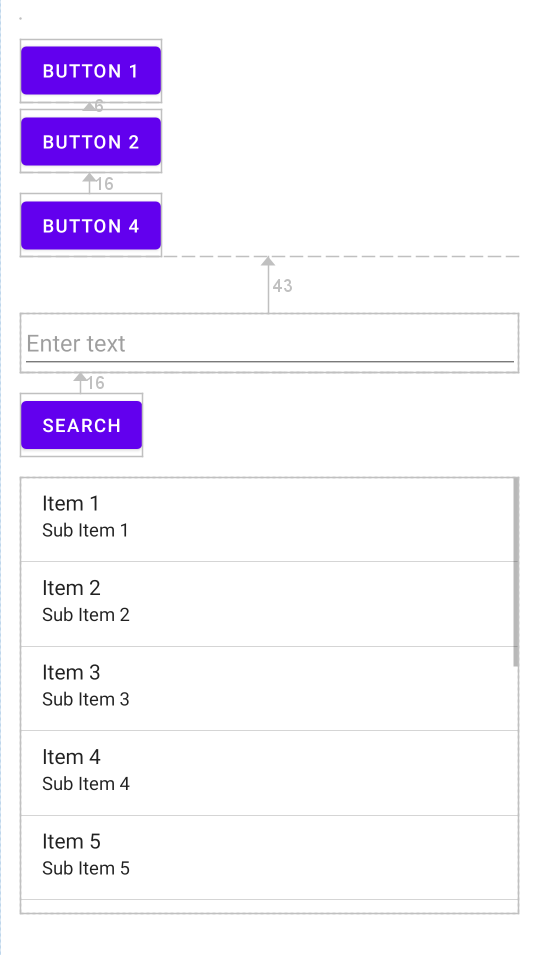 BUTTON 1
6
BUTTON 2
16
BUTTON 4
43
Enter text
16
SEARCH
Item 1
Sub Item 1
Item 2
Sub Item 2
Item 3
Sub Item 3
Item 4
Sub Item 4
Item 5
Sub Item 5